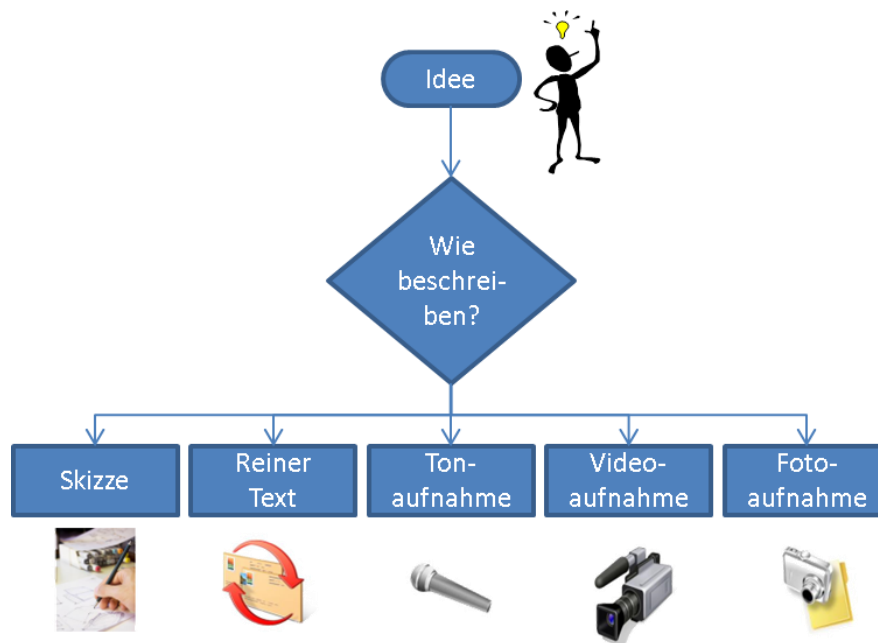 Idee
Wie
beschrei-
ben?
Skizze
Reiner
Text
Ton-
aufnahme
Video-
aufnahme
Foto-
aufnahme